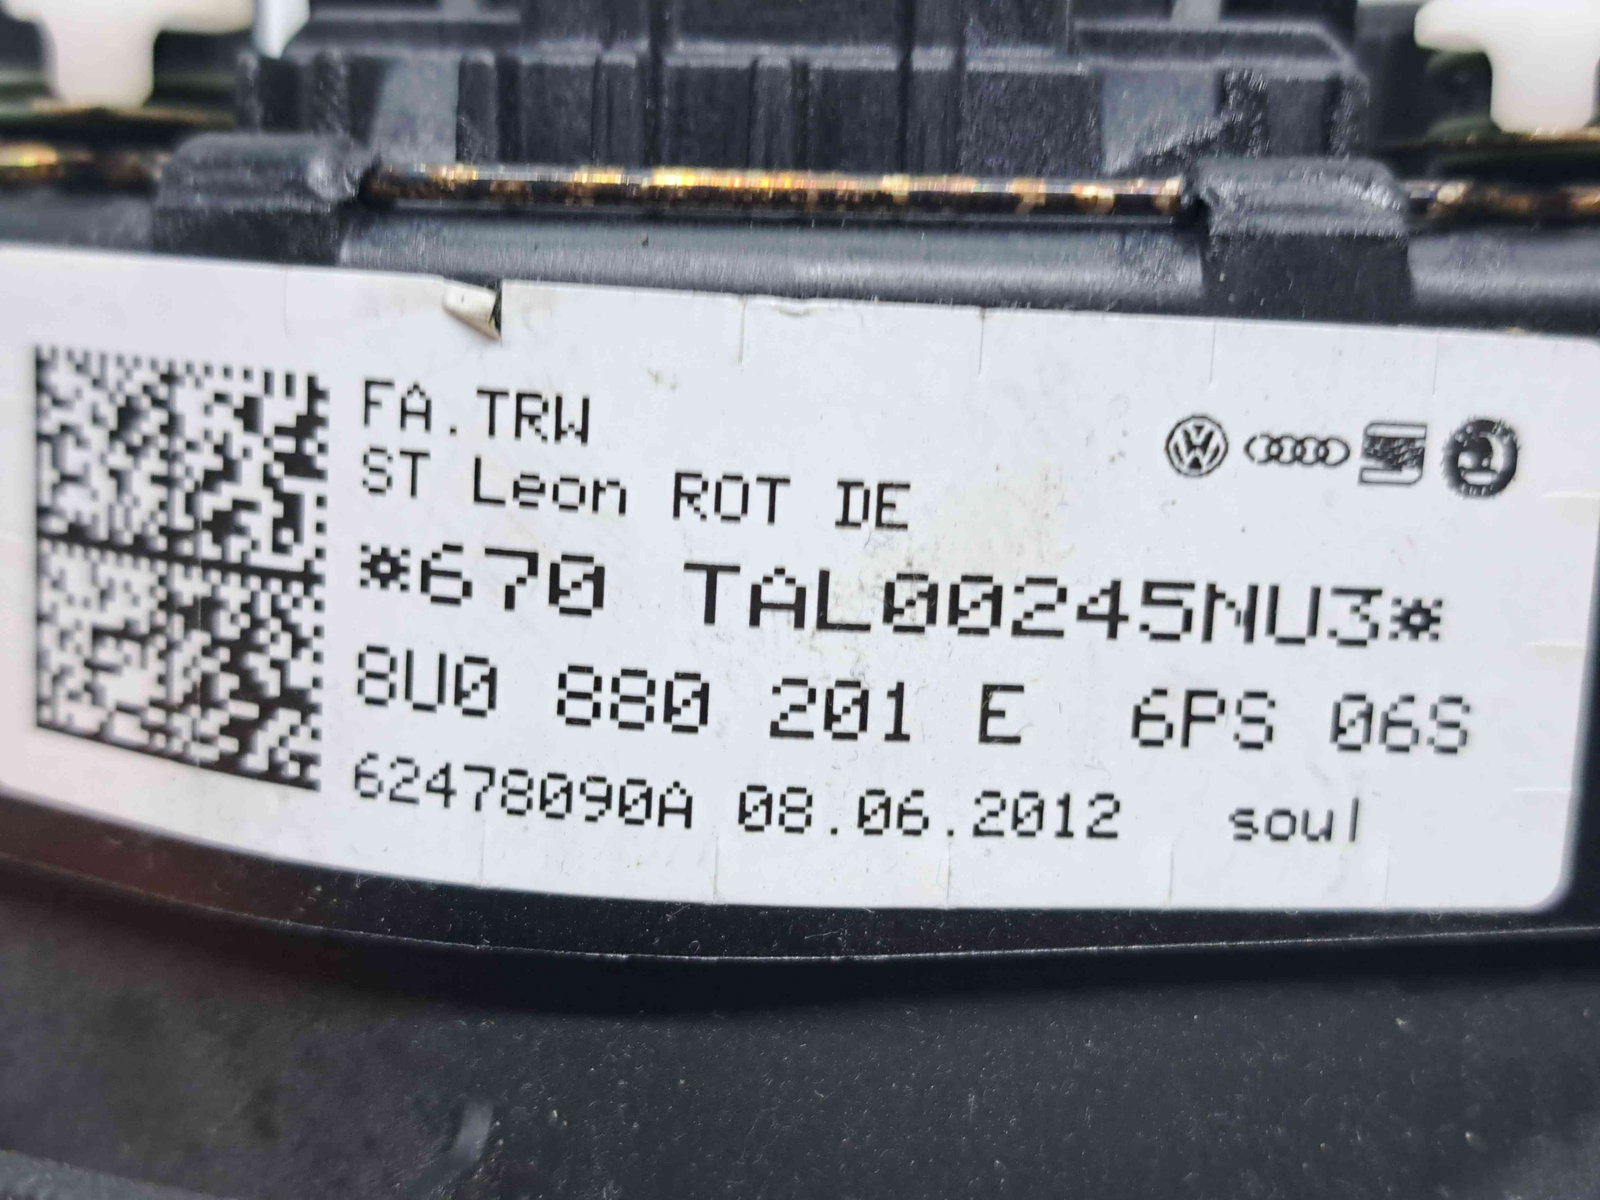 FA.TRW
ST Leon ROT DE
*670 TAL00245NU3*
8U0 880 201 E 6PS 06S
62478090A 08.06.2012 soul